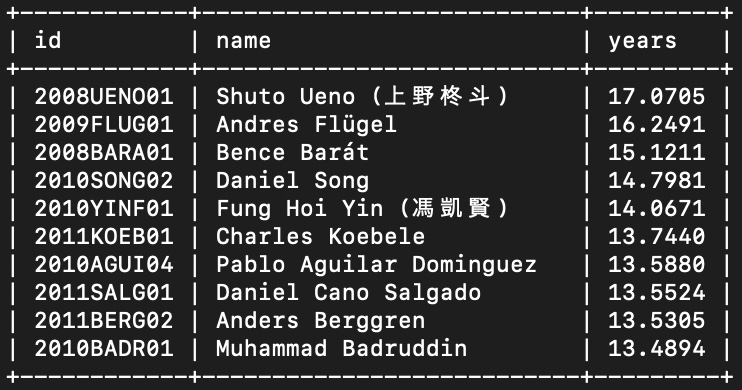 +------------+--------------------------+---------+
| id         | name                     | years   |
+------------+--------------------------+---------+
| 2008UENO01 | Shuto Ueno (上野柊斗)    | 17.0705 |
| 2009FLUG01 | Andres Flügel            | 16.2491 |
| 2008BARA01 | Bence Barát              | 15.1211 |
| 2010SONG02 | Daniel Song              | 14.7981 |
| 2010YINF01 | Fung Hoi Yin (馮凱賢)    | 14.0671 |
| 2011KOEB01 | Charles Koebele          | 13.7440 |
| 2010AGUI04 | Pablo Aguilar Dominguez  | 13.5880 |
| 2011SALG01 | Daniel Cano Salgado      | 13.5524 |
| 2011BERG02 | Anders Berggren          | 13.5305 |
| 2010BADR01 | Muhammad Badruddin       | 13.4894 |
+------------+--------------------------+---------+